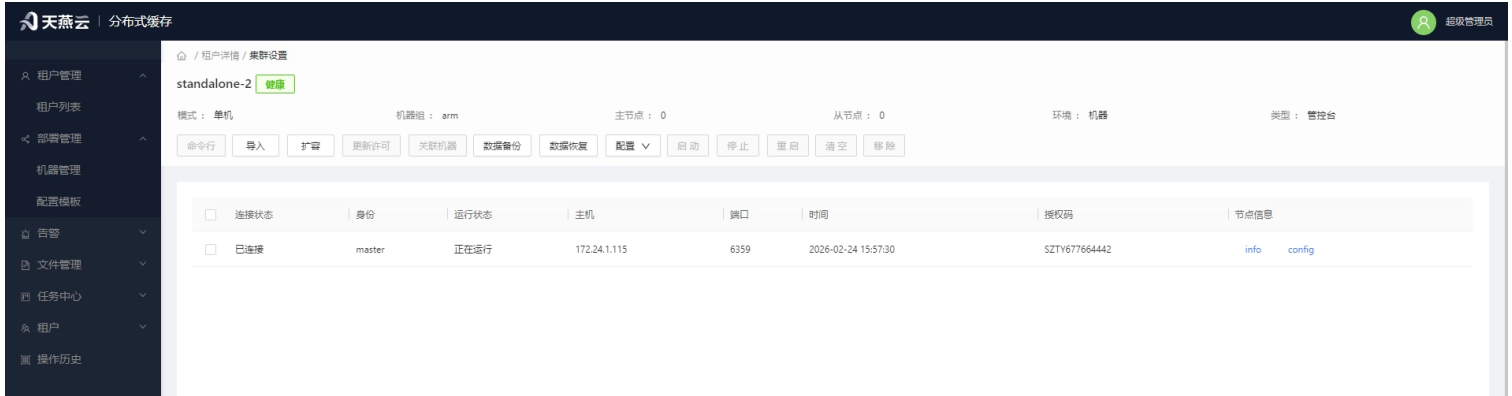 天燕云 | 分布式缓存 超级管理员
/ 租户详情 / 集群设置
租户管理
standalone-2 健康
租户列表
模式： 单机 机器组： arm 主节点： 0 从节点： 0 环境： 机器 类型： 管控台
部署管理
命令行 导入 扩容 更新许可 关联机器 数据备份 数据恢复 配置 启动 停止 重启 清空 移除
机器管理
配置模板
连接状态 身份 运行状态 主机 端口 时间 授权码 节点信息
告警
已连接 master 正在运行 172.24.1.115 6359 2026-02-24 15:57:30 SZTY677664442 info config
文件管理
任务中心
租户
操作历史